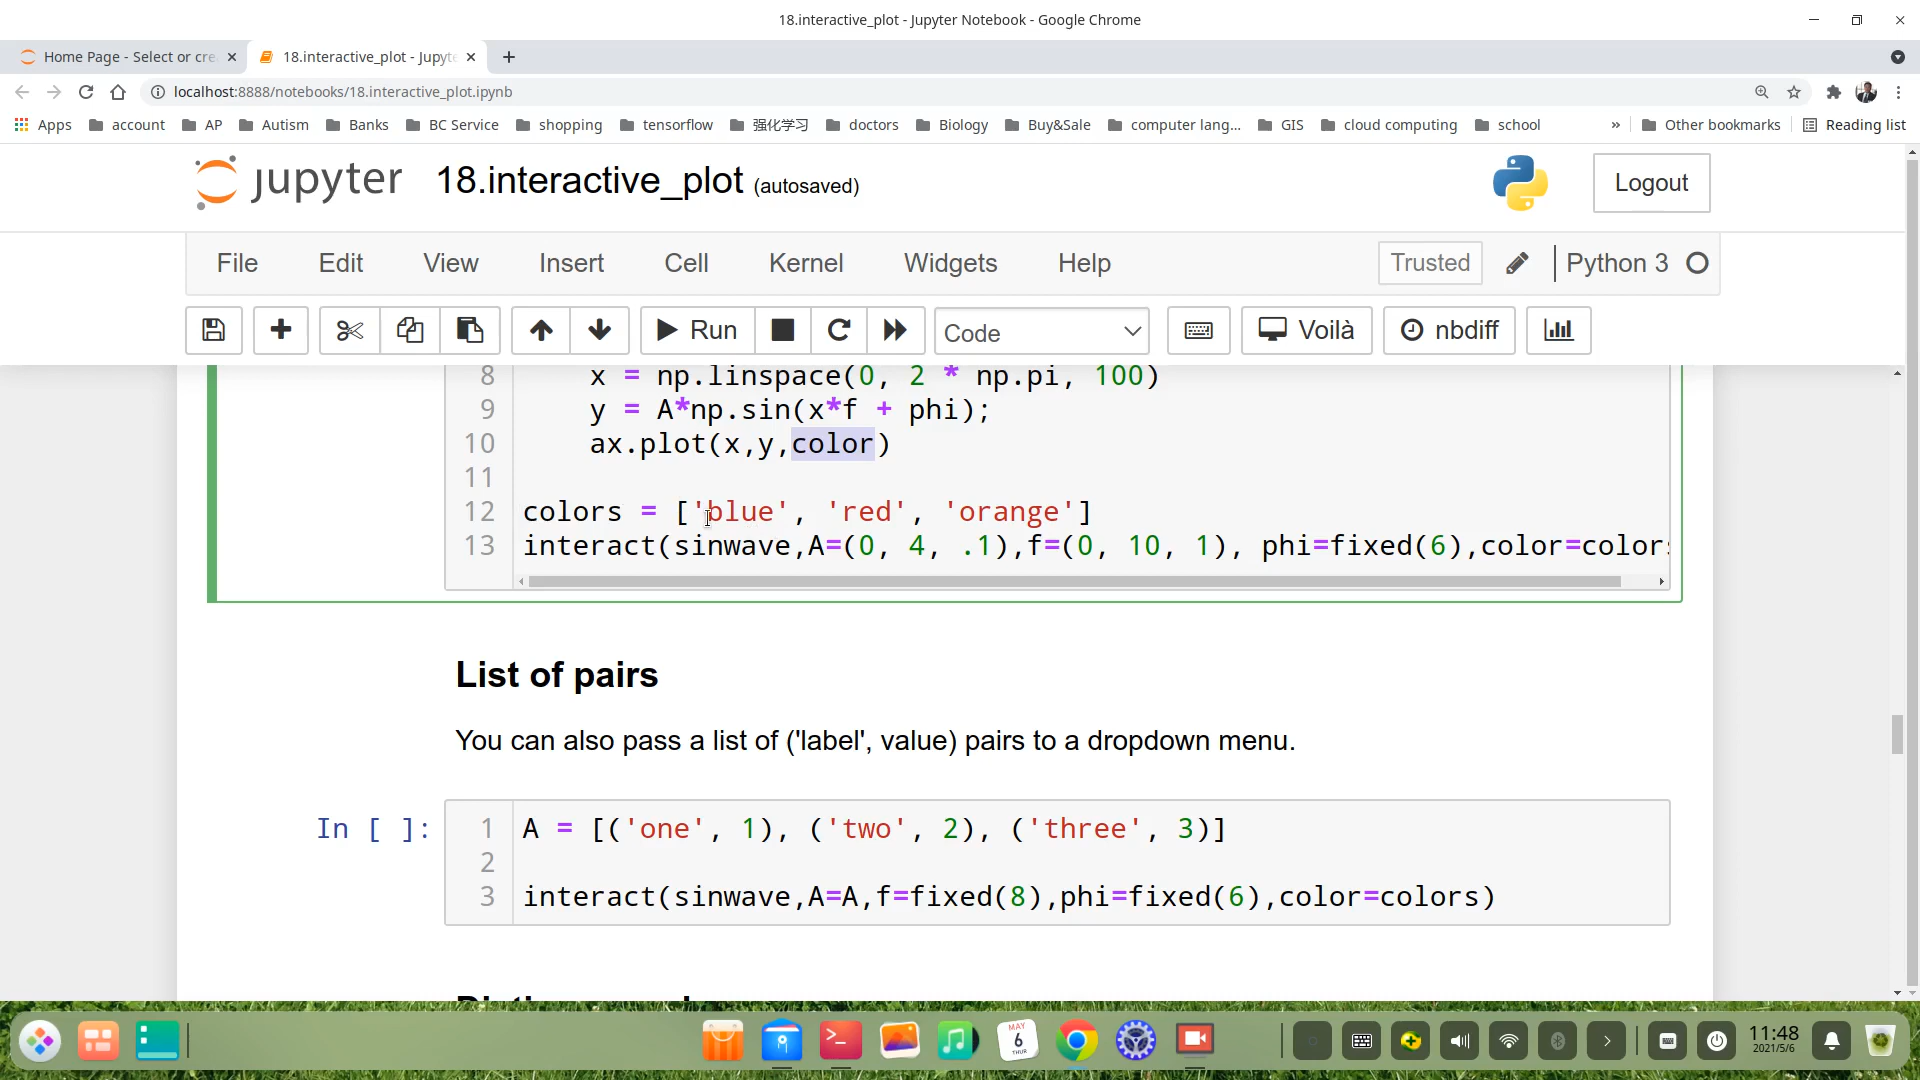 18.interactive_plot - Jupyter Notebook - Google Chrome
Home Page - Select or cre
18.interactive_plot - Jupyte
localhost:8888/notebooks/18.interactive_plot.ipynb
Apps account AP Autism Banks BC Service shopping tensorflow 强化学习 doctors Biology Buy&Sale computer lang... GIS cloud computing school » Other bookmarks Reading list
jupyter 18.interactive_plot (autosaved) Logout
File Edit View Insert Cell Kernel Widgets Help Trusted Python 3
Run Code Voilà nbdiff
8 x = np.linspace(0, 2 * np.pi, 100)
9 y = A*np.sin(x*f + phi);
10 ax.plot(x,y,color)
11
12 colors = ['blue', 'red', 'orange']
13 interact(sinwave,A=(0, 4, .1),f=(0, 10, 1), phi=fixed(6),color=colors
List of pairs
You can also pass a list of ('label', value) pairs to a dropdown menu.
In [ ]:
1 A = [('one', 1), ('two', 2), ('three', 3)]
2
3 interact(sinwave,A=A,f=fixed(8),phi=fixed(6),color=colors)
MAY
6
THUR
11:48
2021/5/6